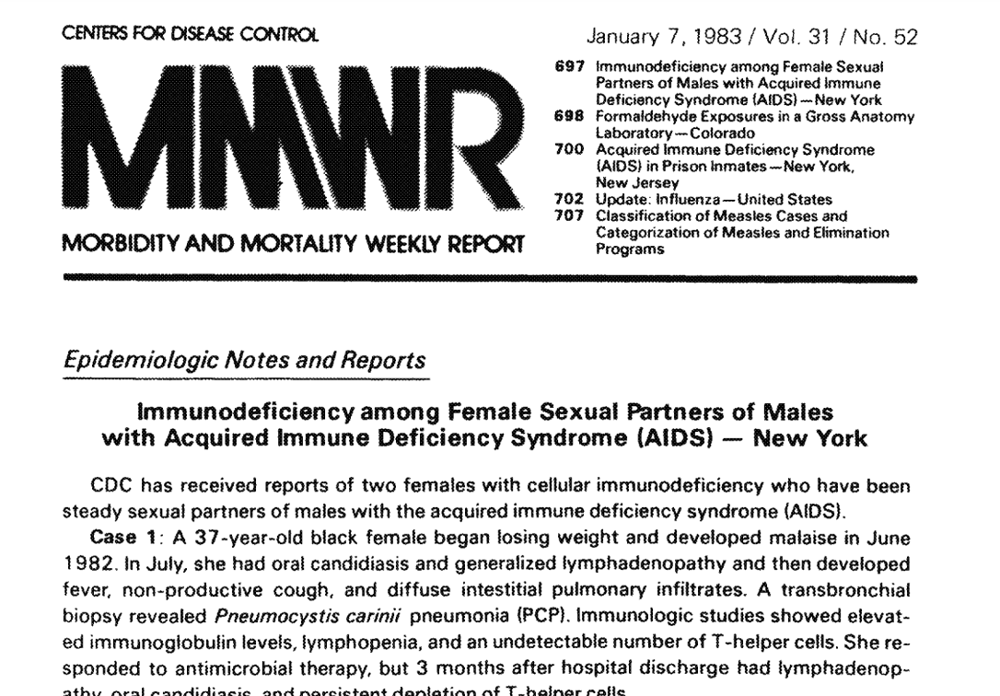 CENTERS FOR DISEASE CONTROL
January 7, 1983 / Vol. 31 / No. 52
MMWR
MORBIDITY AND MORTALITY WEEKLY REPORT
697 Immunodeficiency among Female Sexual
Partners of Males with Acquired Immune
Deficiency Syndrome (AIDS) — New York
698 Formaldehyde Exposures in a Gross Anatomy
Laboratory — Colorado
700 Acquired Immune Deficiency Syndrome
(AIDS) in Prison Inmates — New York,
New Jersey
702 Update: Influenza — United States
707 Classification of Measles Cases and
Categorization of Measles and Elimination
Programs
Epidemiologic Notes and Reports
Immunodeficiency among Female Sexual Partners of Males
with Acquired Immune Deficiency Syndrome (AIDS) — New York
CDC has received reports of two females with cellular immunodeficiency who have been
steady sexual partners of males with the acquired immune deficiency syndrome (AIDS).
Case 1: A 37-year-old black female began losing weight and developed malaise in June
1982. In July, she had oral candidiasis and generalized lymphadenopathy and then developed
fever, non-productive cough, and diffuse intestitial pulmonary infiltrates. A transbronchial
biopsy revealed Pneumocystis carinii pneumonia (PCP). Immunologic studies showed elevat-
ed immunoglobulin levels, lymphopenia, and an undetectable number of T-helper cells. She re-
sponded to antimicrobial therapy, but 3 months after hospital discharge had lymphadenop-
athy, oral candidiasis, and persistent depletion of T-helper cells.